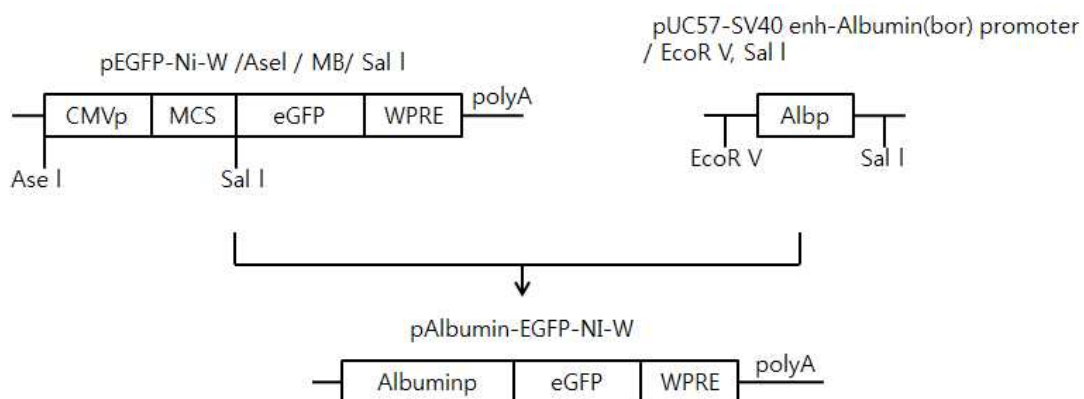 pUC57-SV40 enh-Albumin(bor) promoter
/ EcoR V, Sal l
pEGFP-Ni-W /AseI / MB/ Sal l
CMVp MCS eGFP WPRE polyA
Albp
Ase l Sal l
EcoR V Sal l
pAlbumin-EGFP-NI-W
Albuminp eGFP WPRE polyA